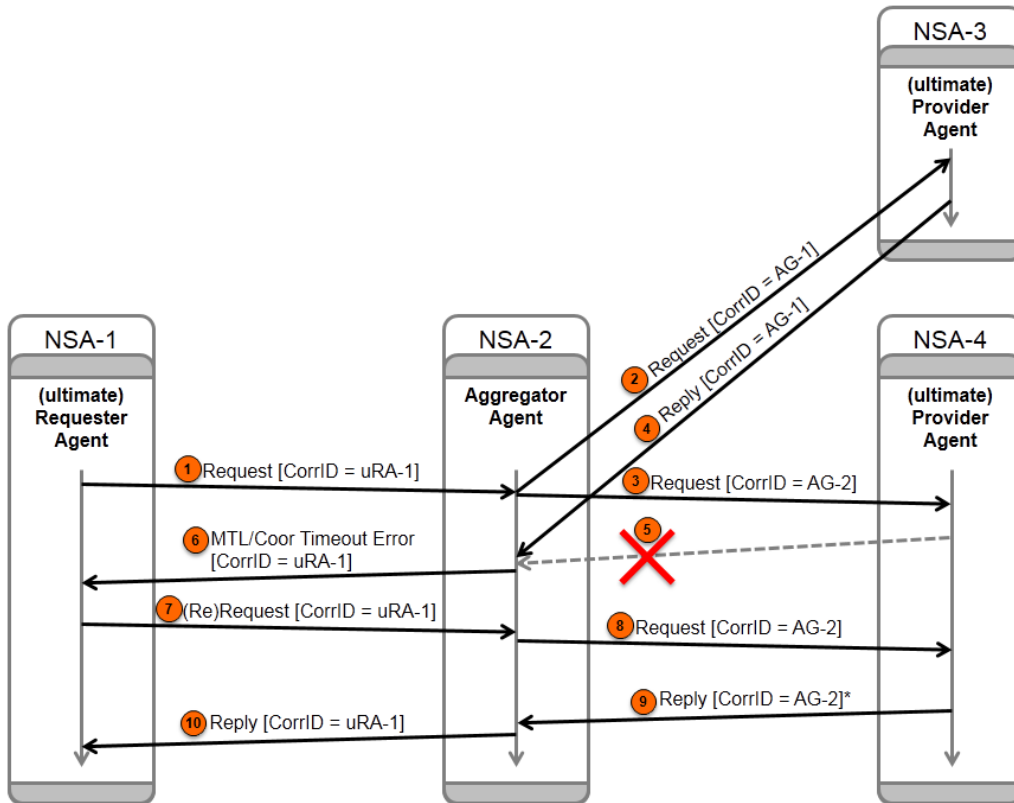 NSA-3
(ultimate)
Provider
Agent
NSA-1
(ultimate)
Requester
Agent
NSA-2
Aggregator
Agent
NSA-4
(ultimate)
Provider
Agent
1 Request [CorrID = uRA-1]
2 Request [CorrID = AG-1]
3 Request [CorrID = AG-2]
4 Reply [CorrID = AG-1]
5
6 MTL/Coor Timeout Error
[CorrID = uRA-1]
7 (Re)Request [CorrID = uRA-1]
8 Request [CorrID = AG-2]
9 Reply [CorrID = AG-2]*
10 Reply [CorrID = uRA-1]